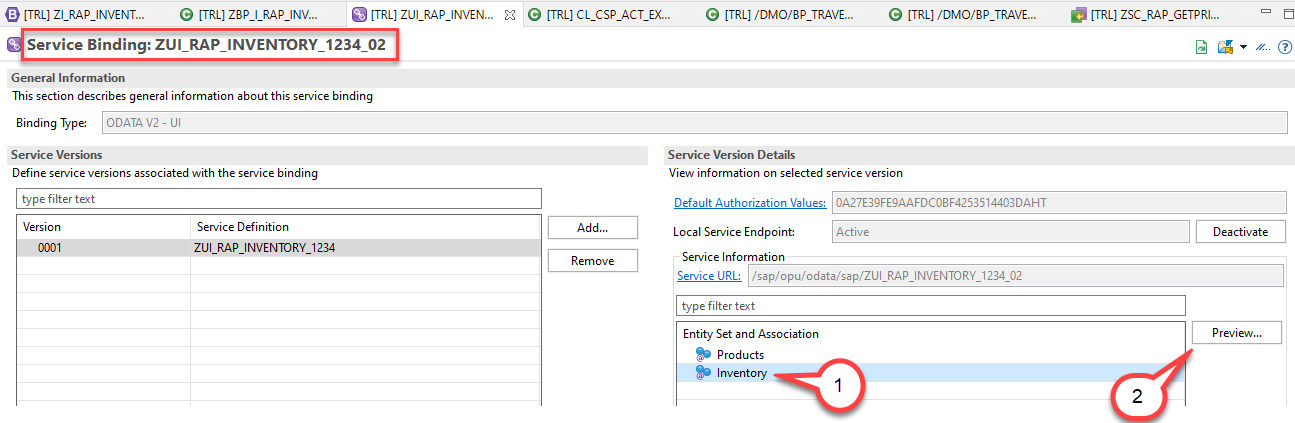 [TRL] ZI_RAP_INVENT...
[TRL] ZBP_I_RAP_INV...
[TRL] ZUI_RAP_INVEN...
[TRL] CL_CSP_ACT_EX...
[TRL] /DMO/BP_TRAVE...
[TRL] /DMO/BP_TRAVE...
[TRL] ZSC_RAP_GETPRI...
Service Binding: ZUI_RAP_INVENTORY_1234_02
General Information
This section describes general information about this service binding
Binding Type: ODATA V2 - UI
Service Versions
Define service versions associated with the service binding
type filter text
Version Service Definition
0001 ZUI_RAP_INVENTORY_1234
Add...
Remove
Service Version Details
View information on selected service version
Default Authorization Values: 0A27E39FE9AAFDC0BF4253514403DAHT
Local Service Endpoint: Active Deactivate
Service Information
Service URL: /sap/opu/odata/sap/ZUI_RAP_INVENTORY_1234_02
type filter text
Entity Set and Association
Products
Inventory
Preview...
1
2